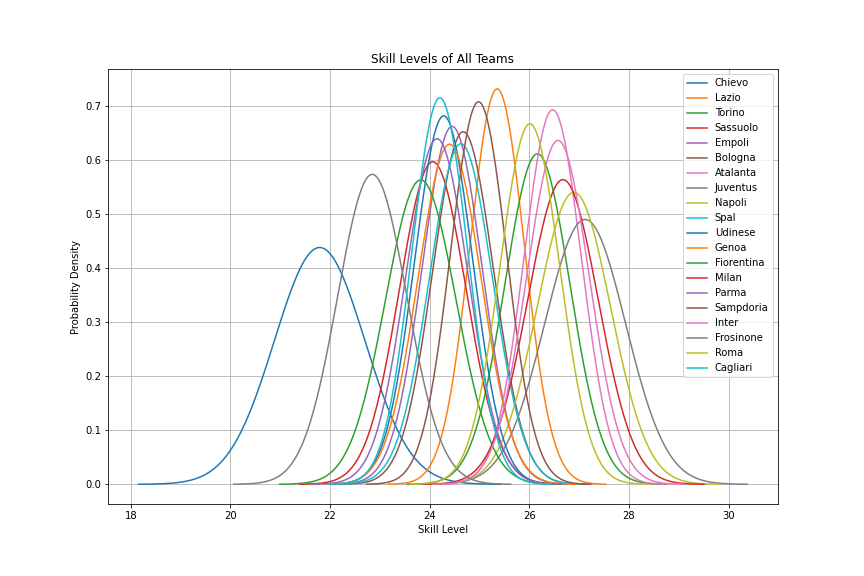 Skill Levels of All Teams
0.7
0.6
0.5
0.4
0.3
0.2
0.1
0.0
Probability Density
18 20 22 24 26 28 30
Skill Level
Chievo
Lazio
Torino
Sassuolo
Empoli
Bologna
Atalanta
Juventus
Napoli
Spal
Udinese
Genoa
Fiorentina
Milan
Parma
Sampdoria
Inter
Frosinone
Roma
Cagliari